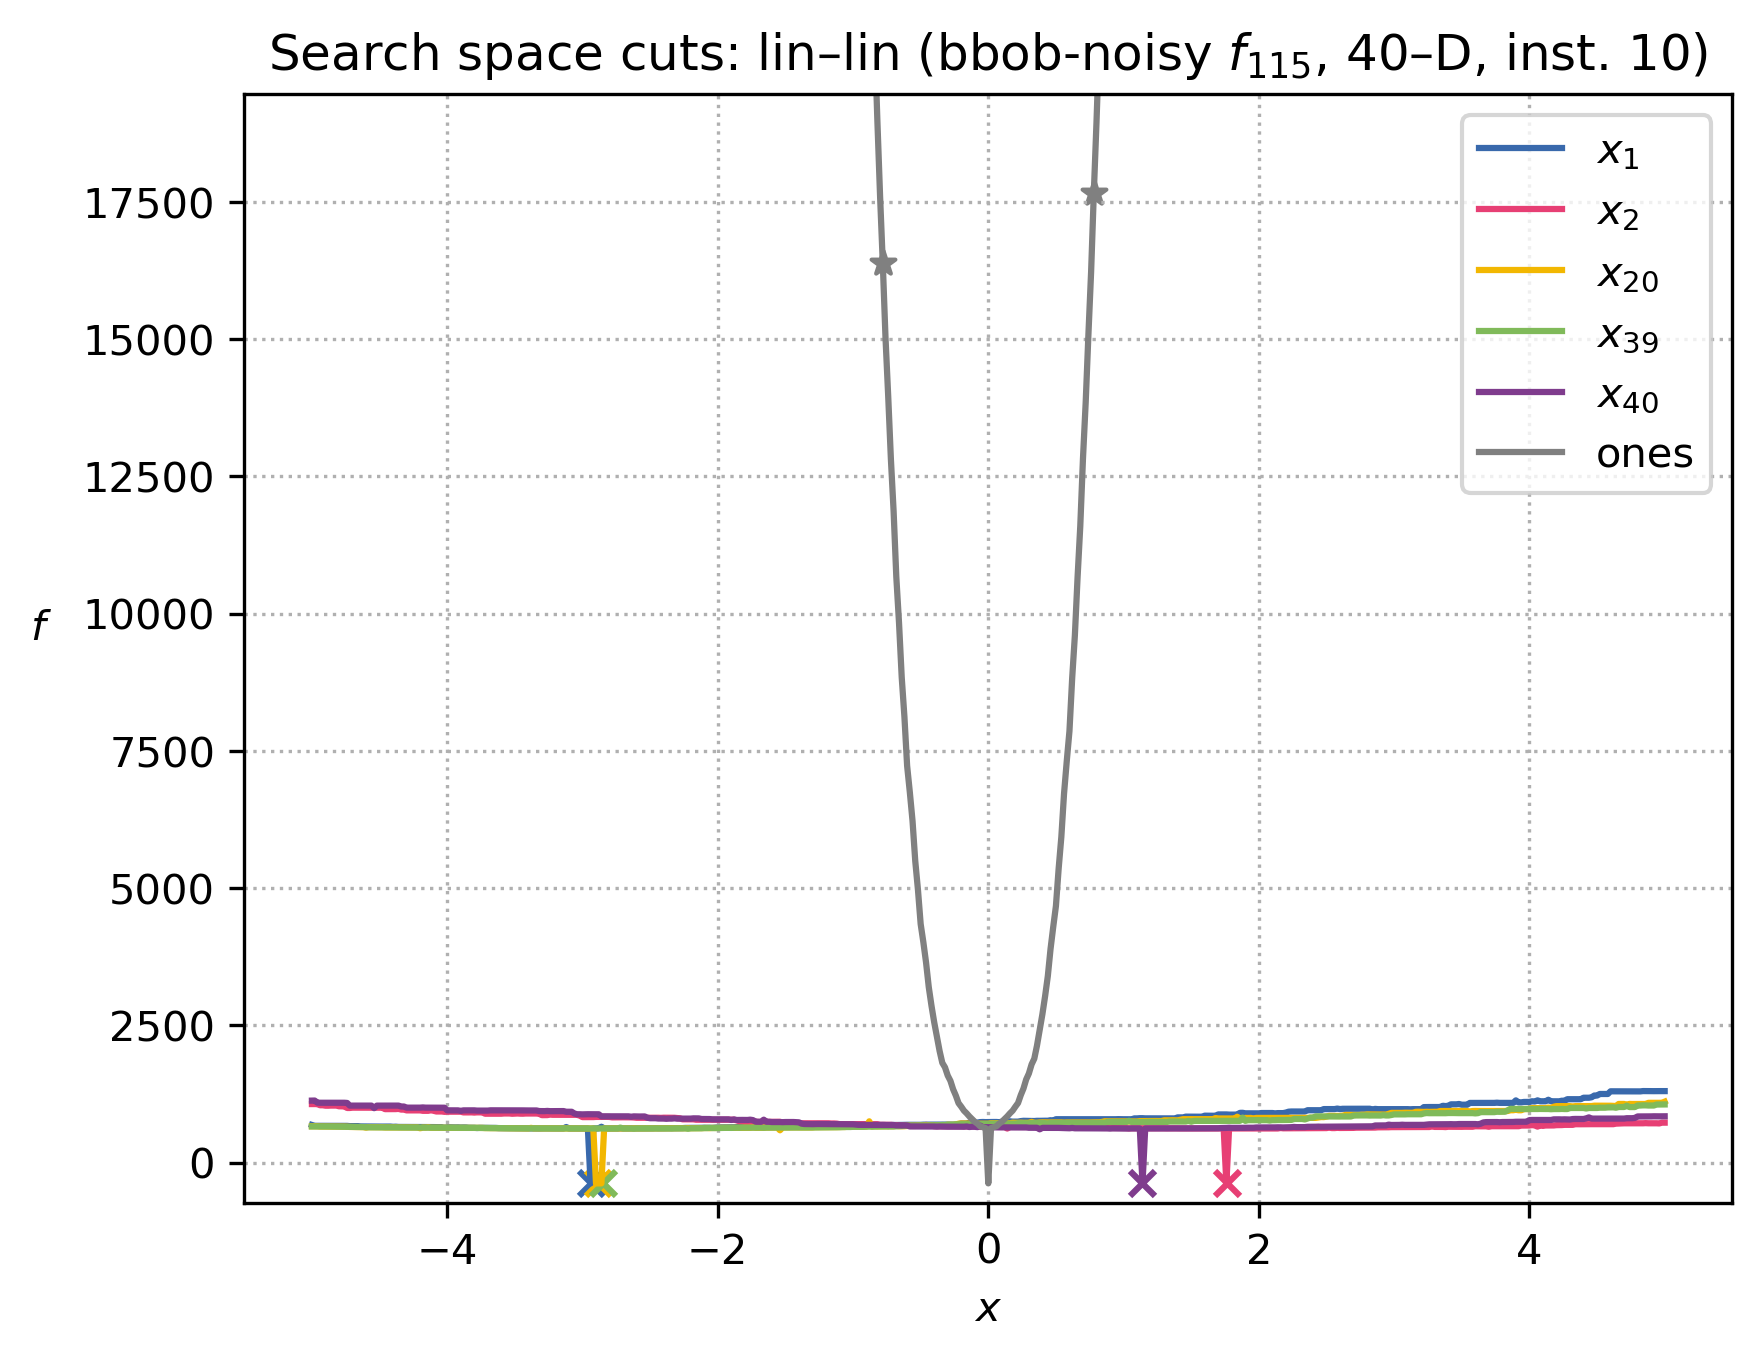 Search space cuts: lin–lin (bbob-noisy f₁₁₅, 40–D, inst. 10)
17500
15000
12500
10000
7500
5000
2500
0
f
x₁
x₂
x₂₀
x₃₉
x₄₀
ones
−4 −2 0 2 4
x